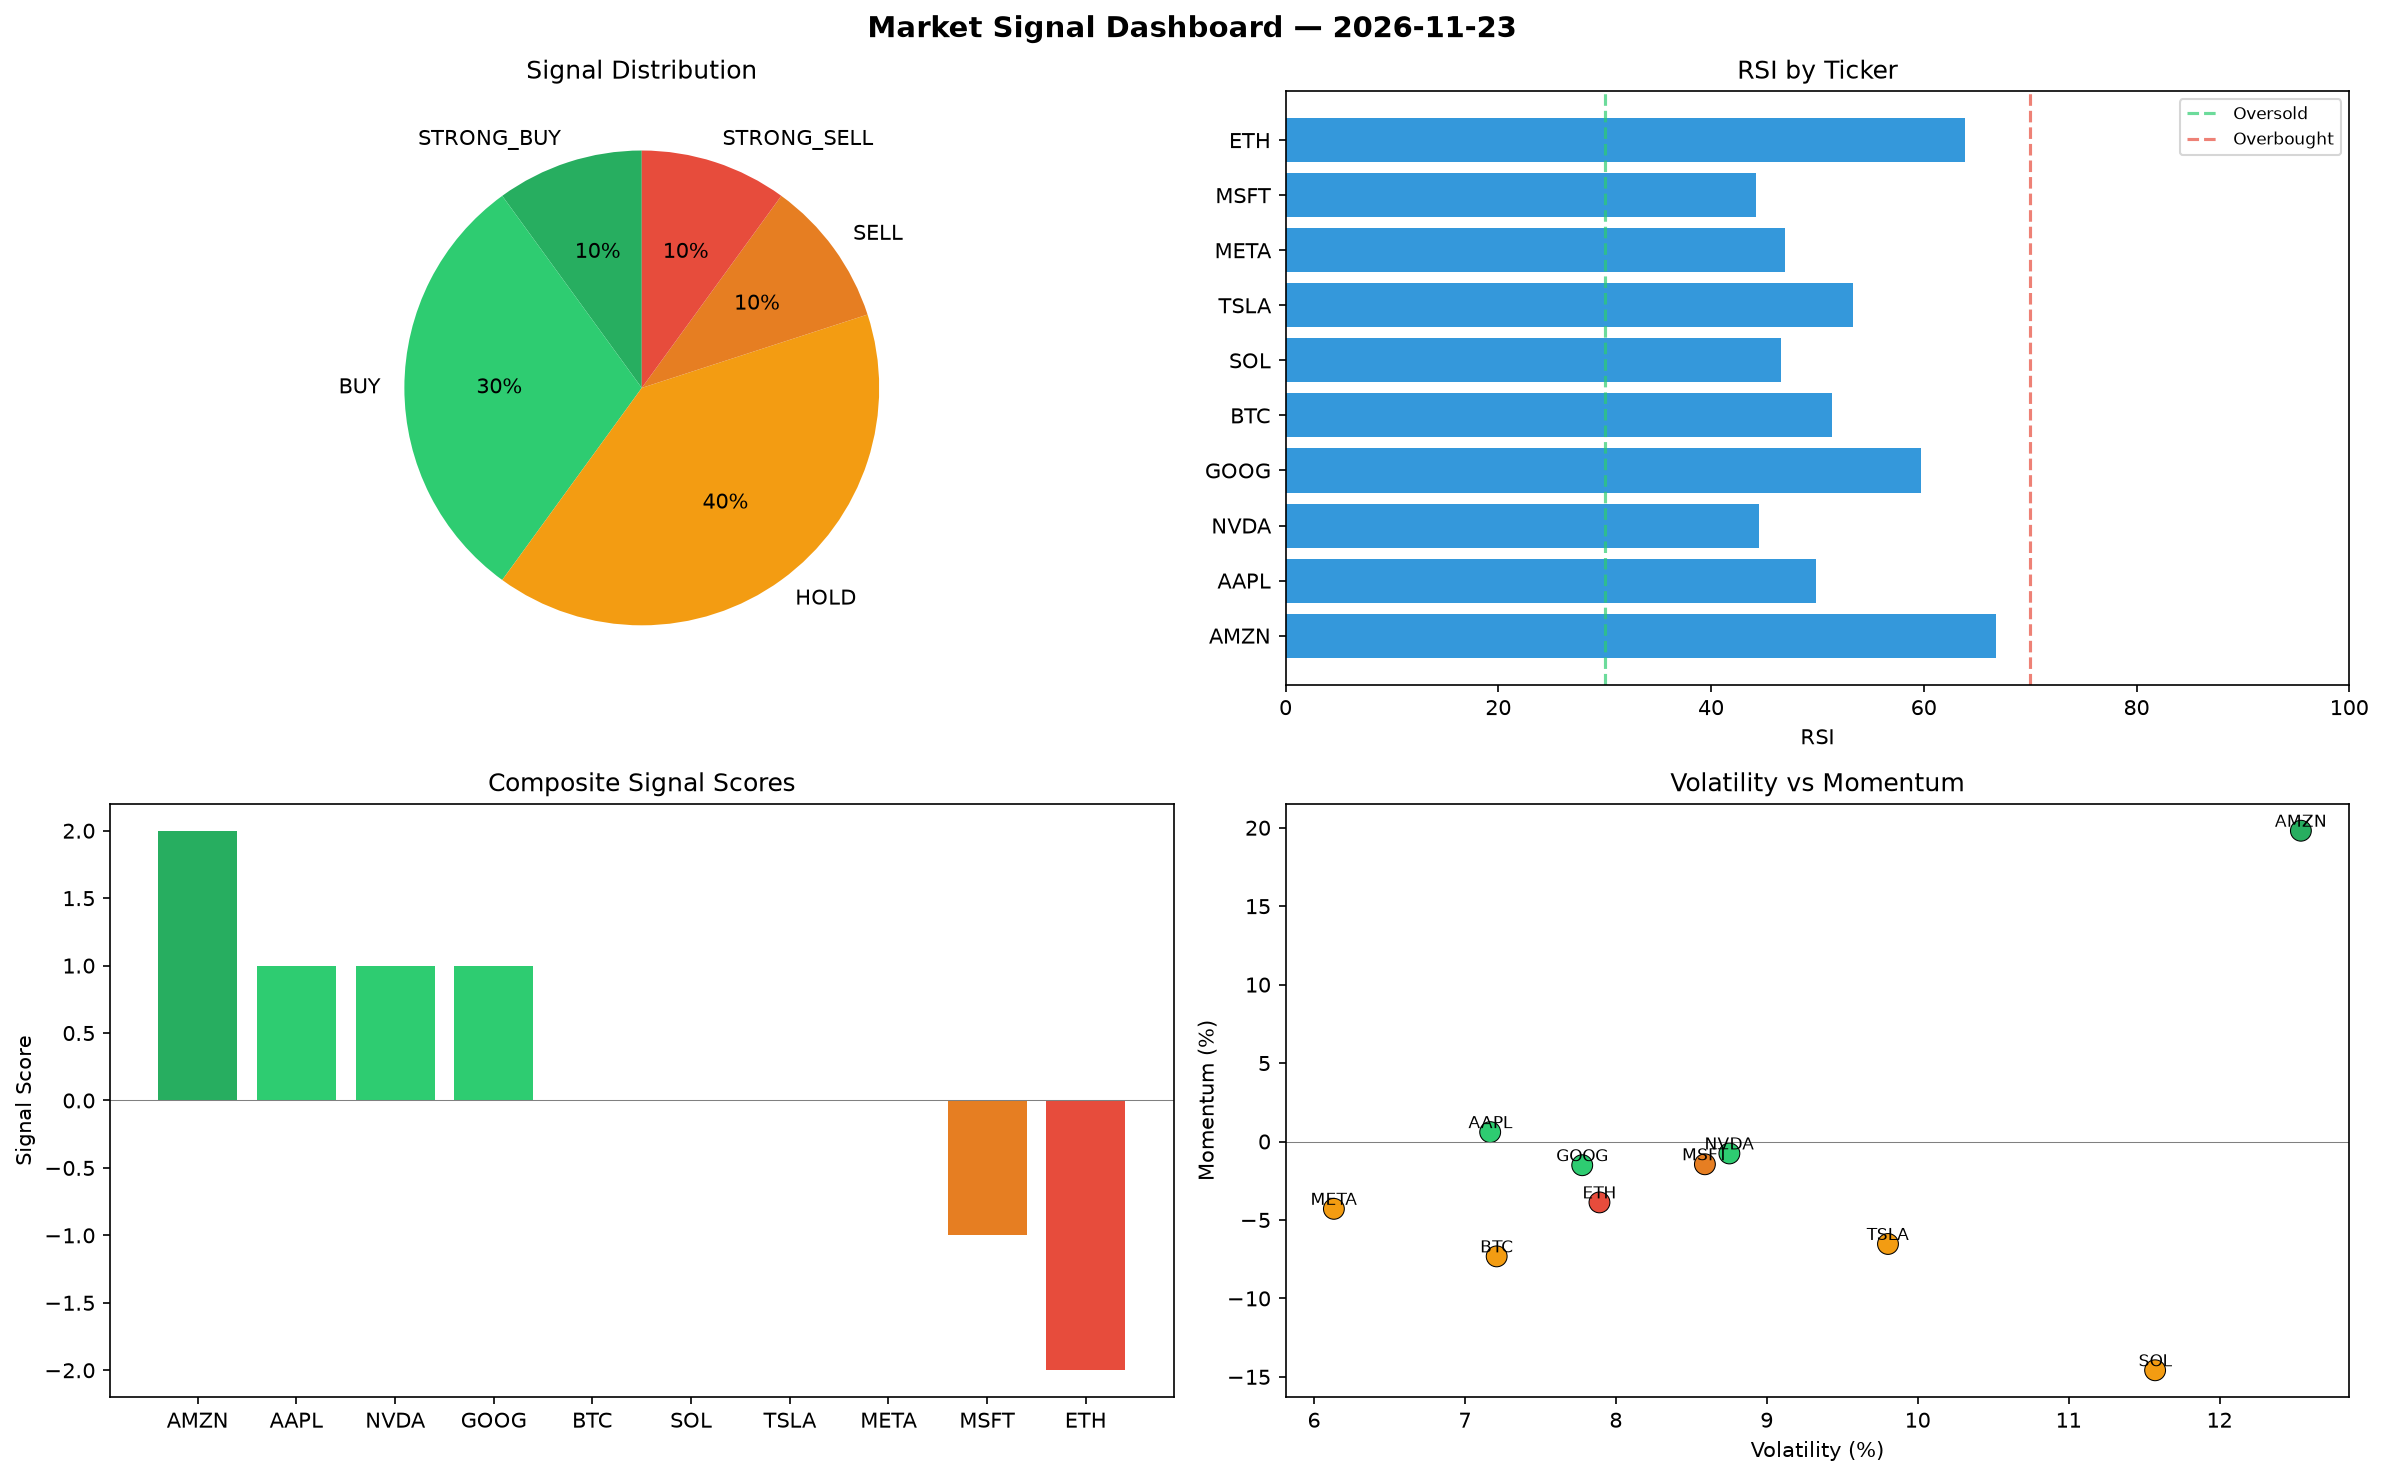 Market Signal Dashboard — 2026-11-23
Signal Distribution
STRONG_BUY
STRONG_SELL
SELL
BUY
HOLD
10%
10%
10%
30%
40%
RSI by Ticker
Oversold
Overbought
ETH
MSFT
META
TSLA
SOL
BTC
GOOG
NVDA
AAPL
AMZN
0 20 40 60 80 100
RSI
Composite Signal Scores
Signal Score
2.0
1.5
1.0
0.5
0.0
−0.5
−1.0
−1.5
−2.0
AMZN AAPL NVDA GOOG BTC SOL TSLA META MSFT ETH
Volatility vs Momentum
Momentum (%)
20
15
10
5
0
−5
−10
−15
AMZN
AAPL
NVDA
MSFT
GOOG
ETH
META
TSLA
BTC
SOL
6 7 8 9 10 11 12
Volatility (%)